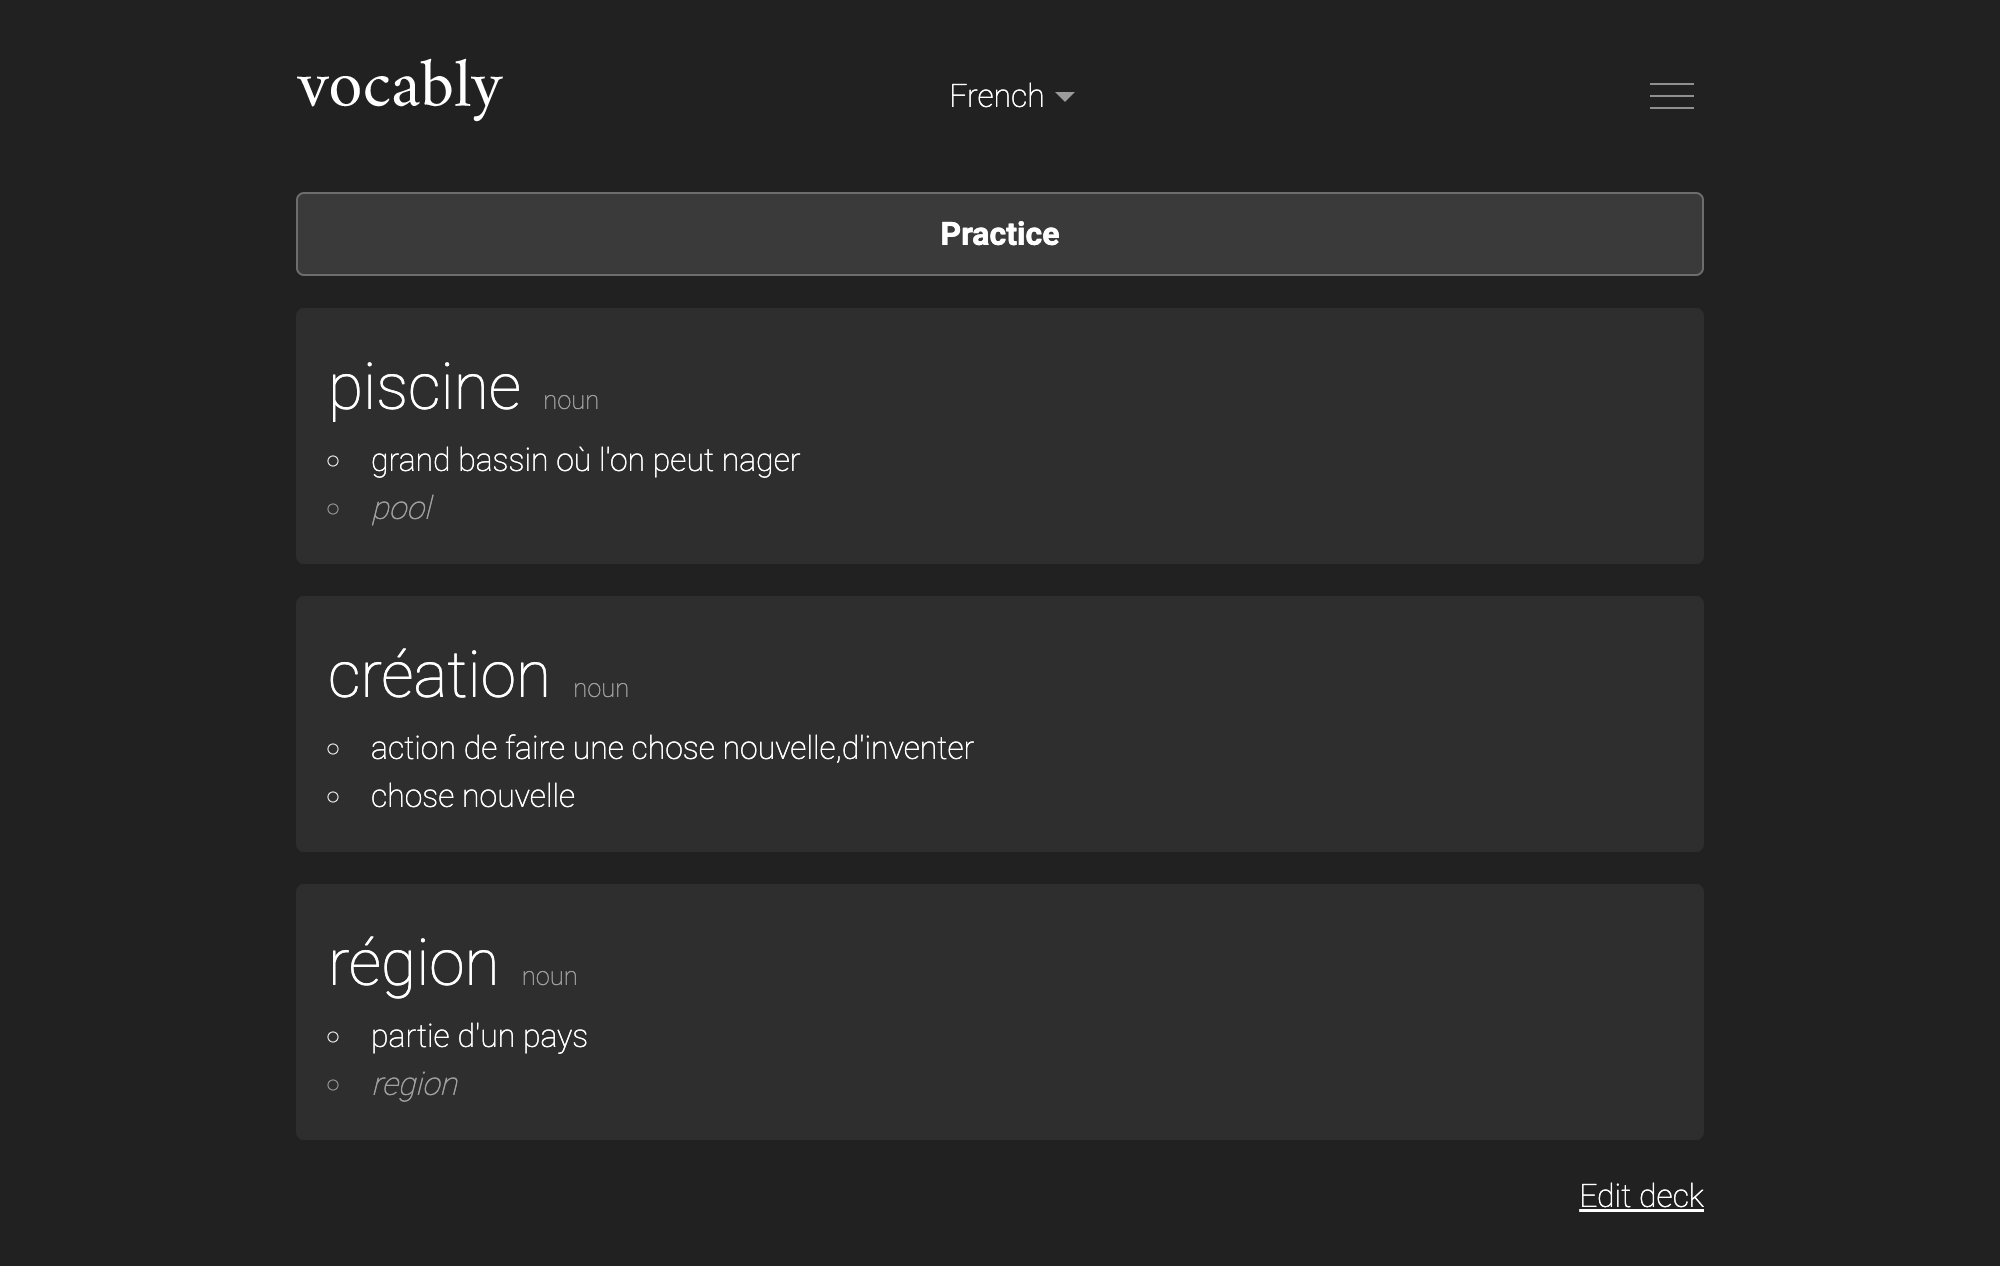 vocably
French
Practice
piscine noun
grand bassin où l'on peut nager
pool
création noun
action de faire une chose nouvelle,d'inventer
chose nouvelle
région noun
partie d'un pays
region
Edit deck